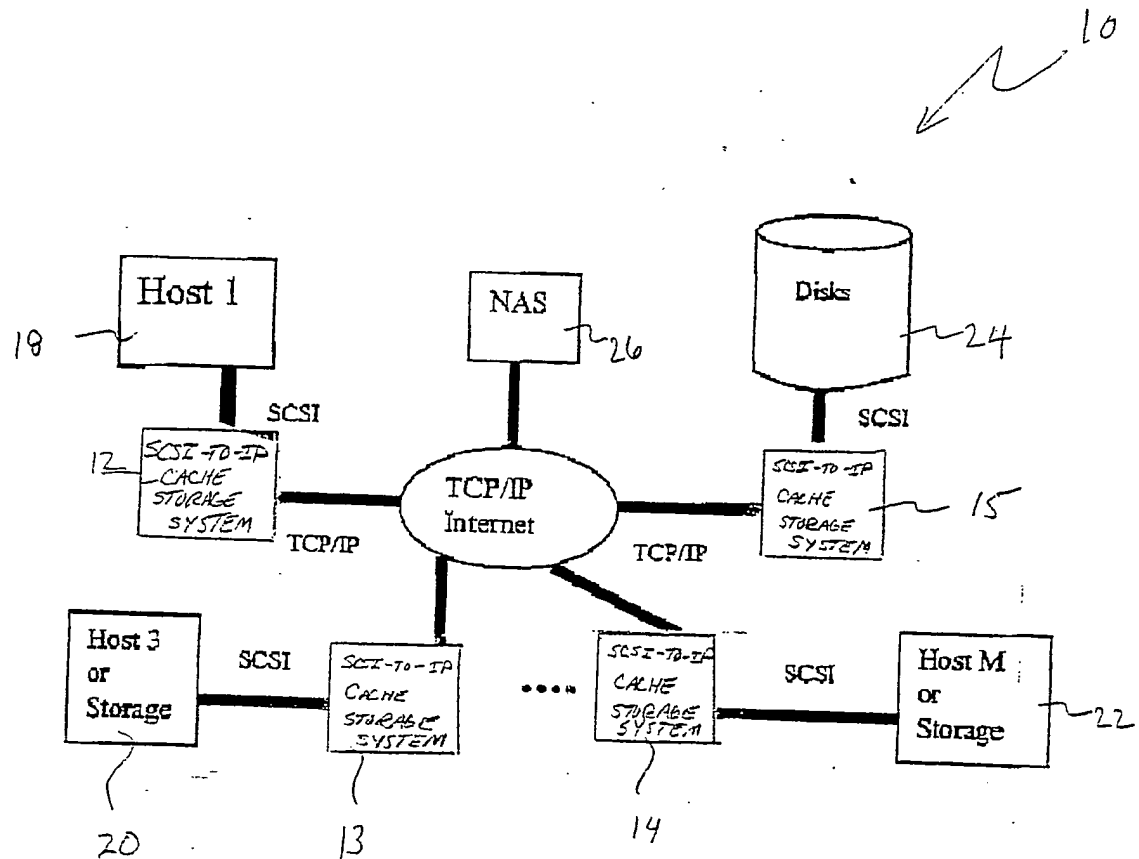 10
Host 1
18
NAS
26
Disks
24
SCSI
SCSI
SCSI-TO-IP
CACHE
STORAGE
SYSTEM
12
TCP/IP
Internet
SCSI-TO-IP
CACHE
STORAGE
SYSTEM
15
TCP/IP
TCP/IP
Host 3
or
Storage
20
SCSI
SCSI-TO-IP
CACHE
STORAGE
SYSTEM
13
SCSI-TO-IP
CACHE
STORAGE
SYSTEM
14
SCSI
Host M
or
Storage
22